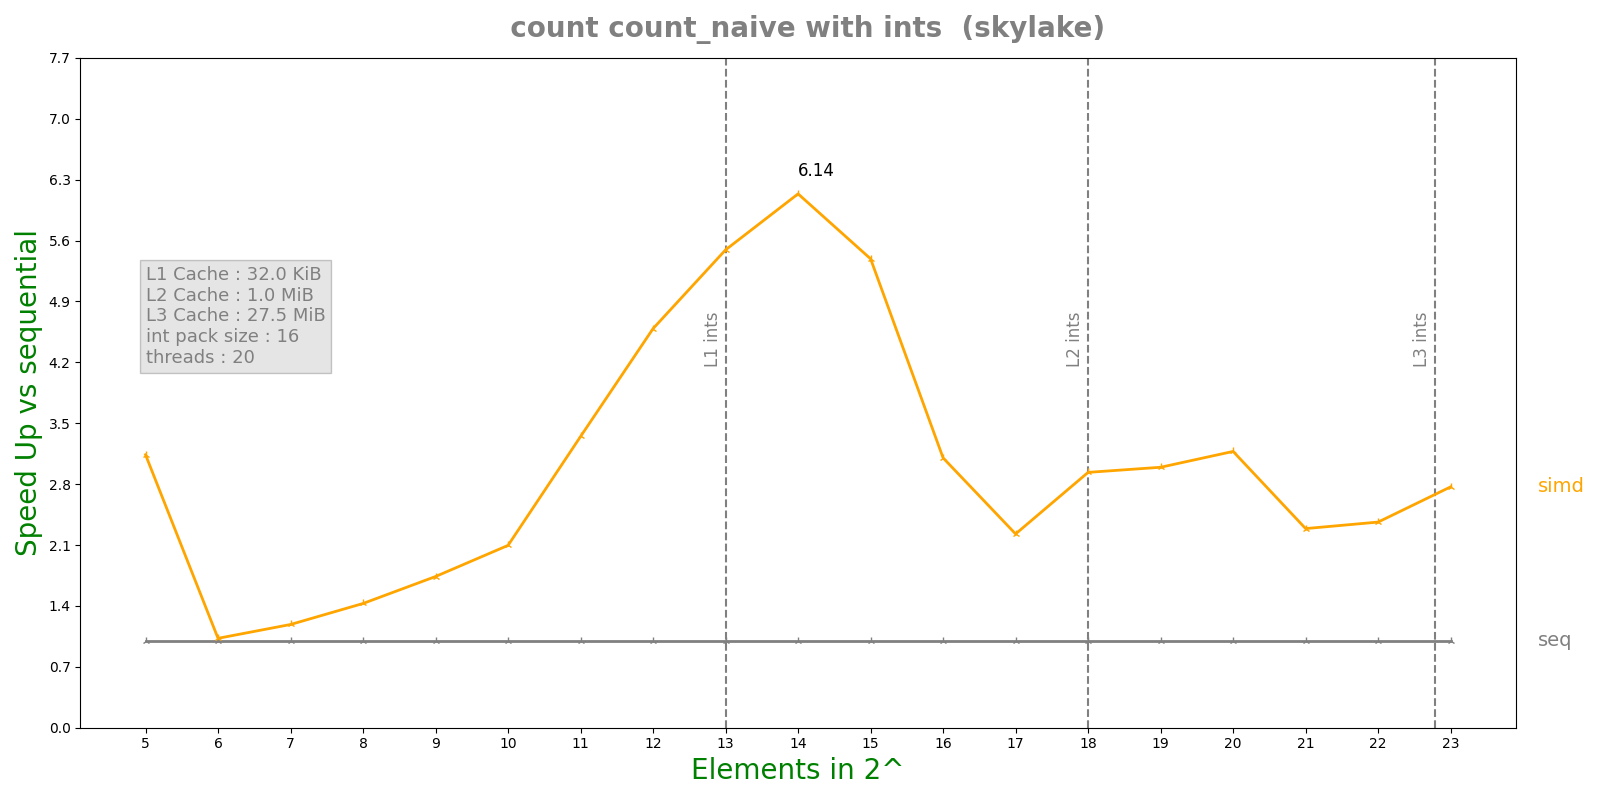 count count_naive with ints  (skylake)
7.7
7.0
6.3
5.6
4.9
4.2
3.5
2.8
2.1
1.4
0.7
0.0
Speed Up vs sequential
L1 Cache : 32.0 KiB
L2 Cache : 1.0 MiB
L3 Cache : 27.5 MiB
int pack size : 16
threads : 20
6.14
L1 ints
L2 ints
L3 ints
simd
seq
5 6 7 8 9 10 11 12 13 14 15 16 17 18 19 20 21 22 23
Elements in 2^